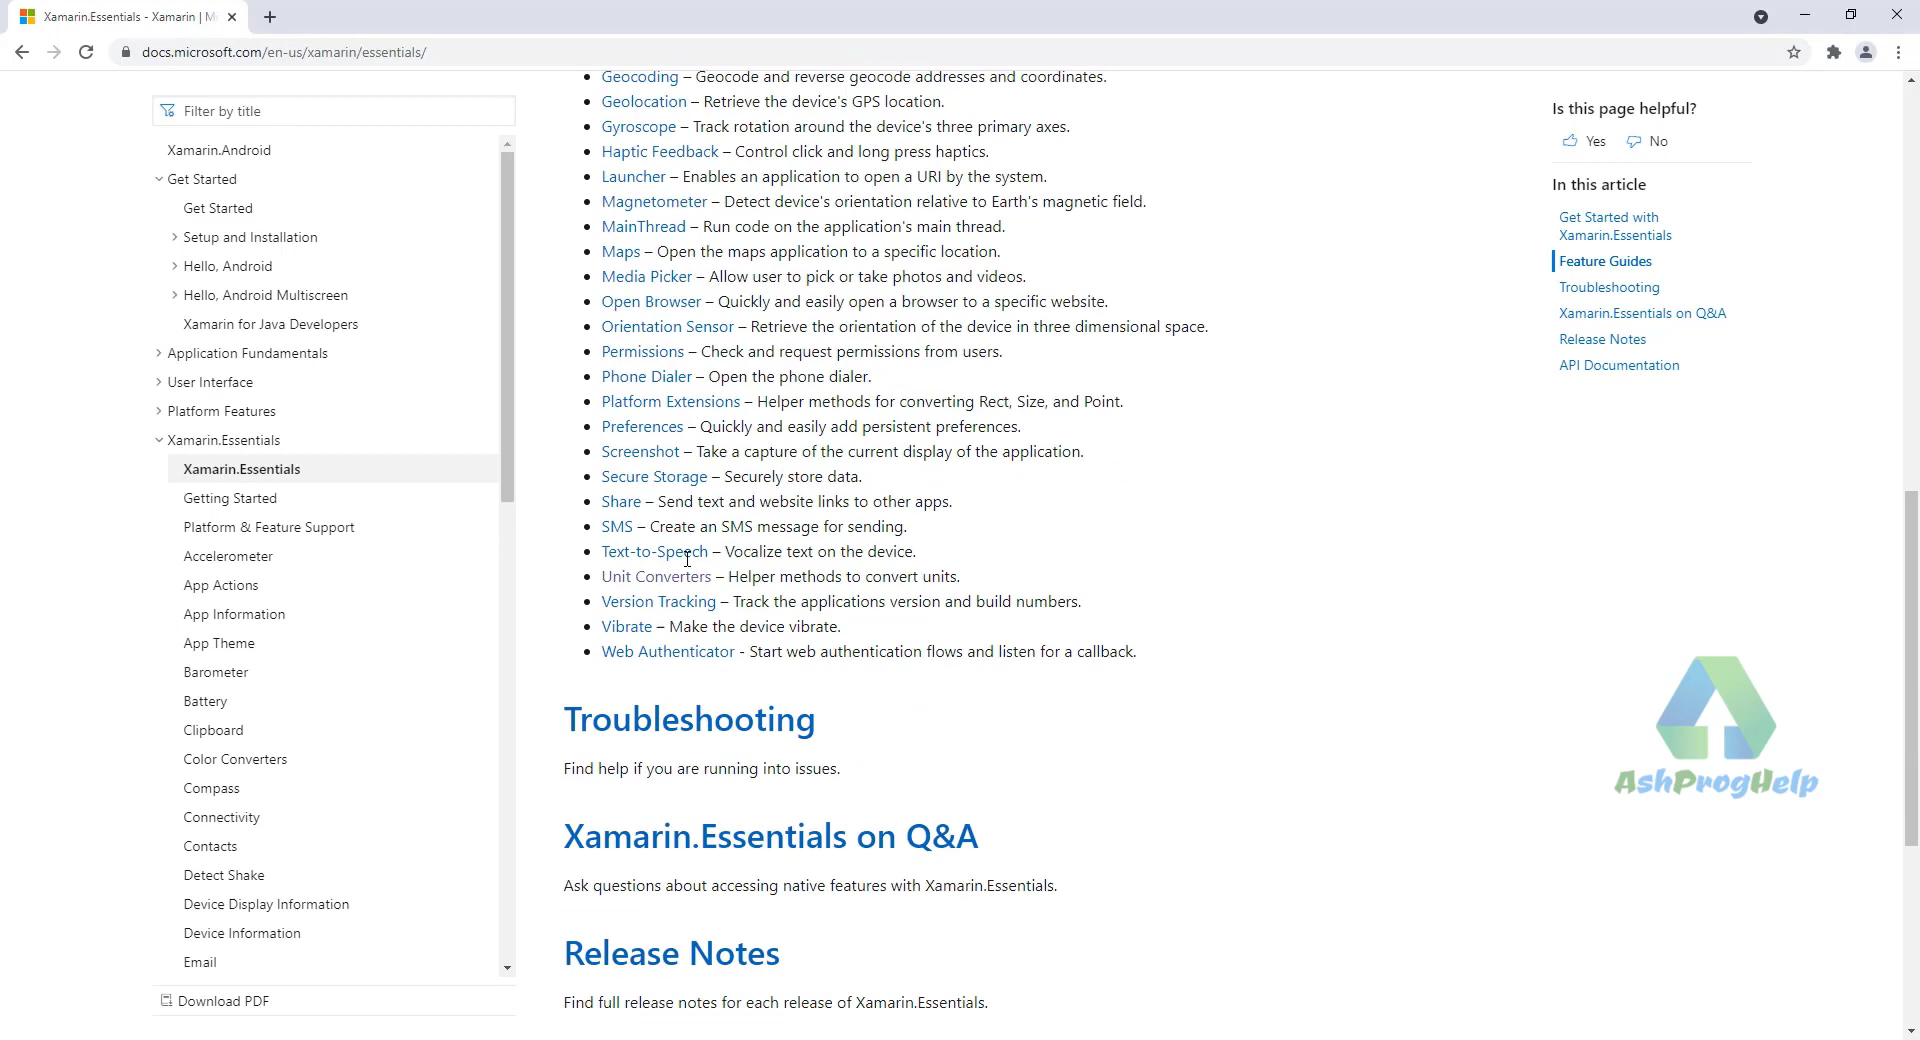 Xamarin.Essentials - Xamarin | M
docs.microsoft.com/en-us/xamarin/essentials/
Filter by title
Xamarin.Android
Get Started
Get Started
Setup and Installation
Hello, Android
Hello, Android Multiscreen
Xamarin for Java Developers
Application Fundamentals
User Interface
Platform Features
Xamarin.Essentials
Xamarin.Essentials
Getting Started
Platform & Feature Support
Accelerometer
App Actions
App Information
App Theme
Barometer
Battery
Clipboard
Color Converters
Compass
Connectivity
Contacts
Detect Shake
Device Display Information
Device Information
Email
Download PDF
Geocoding – Geocode and reverse geocode addresses and coordinates.
Geolocation – Retrieve the device's GPS location.
Gyroscope – Track rotation around the device's three primary axes.
Haptic Feedback – Control click and long press haptics.
Launcher – Enables an application to open a URI by the system.
Magnetometer – Detect device's orientation relative to Earth's magnetic field.
MainThread – Run code on the application's main thread.
Maps – Open the maps application to a specific location.
Media Picker – Allow user to pick or take photos and videos.
Open Browser – Quickly and easily open a browser to a specific website.
Orientation Sensor – Retrieve the orientation of the device in three dimensional space.
Permissions – Check and request permissions from users.
Phone Dialer – Open the phone dialer.
Platform Extensions – Helper methods for converting Rect, Size, and Point.
Preferences – Quickly and easily add persistent preferences.
Screenshot – Take a capture of the current display of the application.
Secure Storage – Securely store data.
Share – Send text and website links to other apps.
SMS – Create an SMS message for sending.
Text-to-Speech – Vocalize text on the device.
Unit Converters – Helper methods to convert units.
Version Tracking – Track the applications version and build numbers.
Vibrate – Make the device vibrate.
Web Authenticator - Start web authentication flows and listen for a callback.
Troubleshooting
Find help if you are running into issues.
Xamarin.Essentials on Q&A
Ask questions about accessing native features with Xamarin.Essentials.
Release Notes
Find full release notes for each release of Xamarin.Essentials.
Is this page helpful?
Yes No
In this article
Get Started with
Xamarin.Essentials
Feature Guides
Troubleshooting
Xamarin.Essentials on Q&A
Release Notes
API Documentation
AshProgHelp